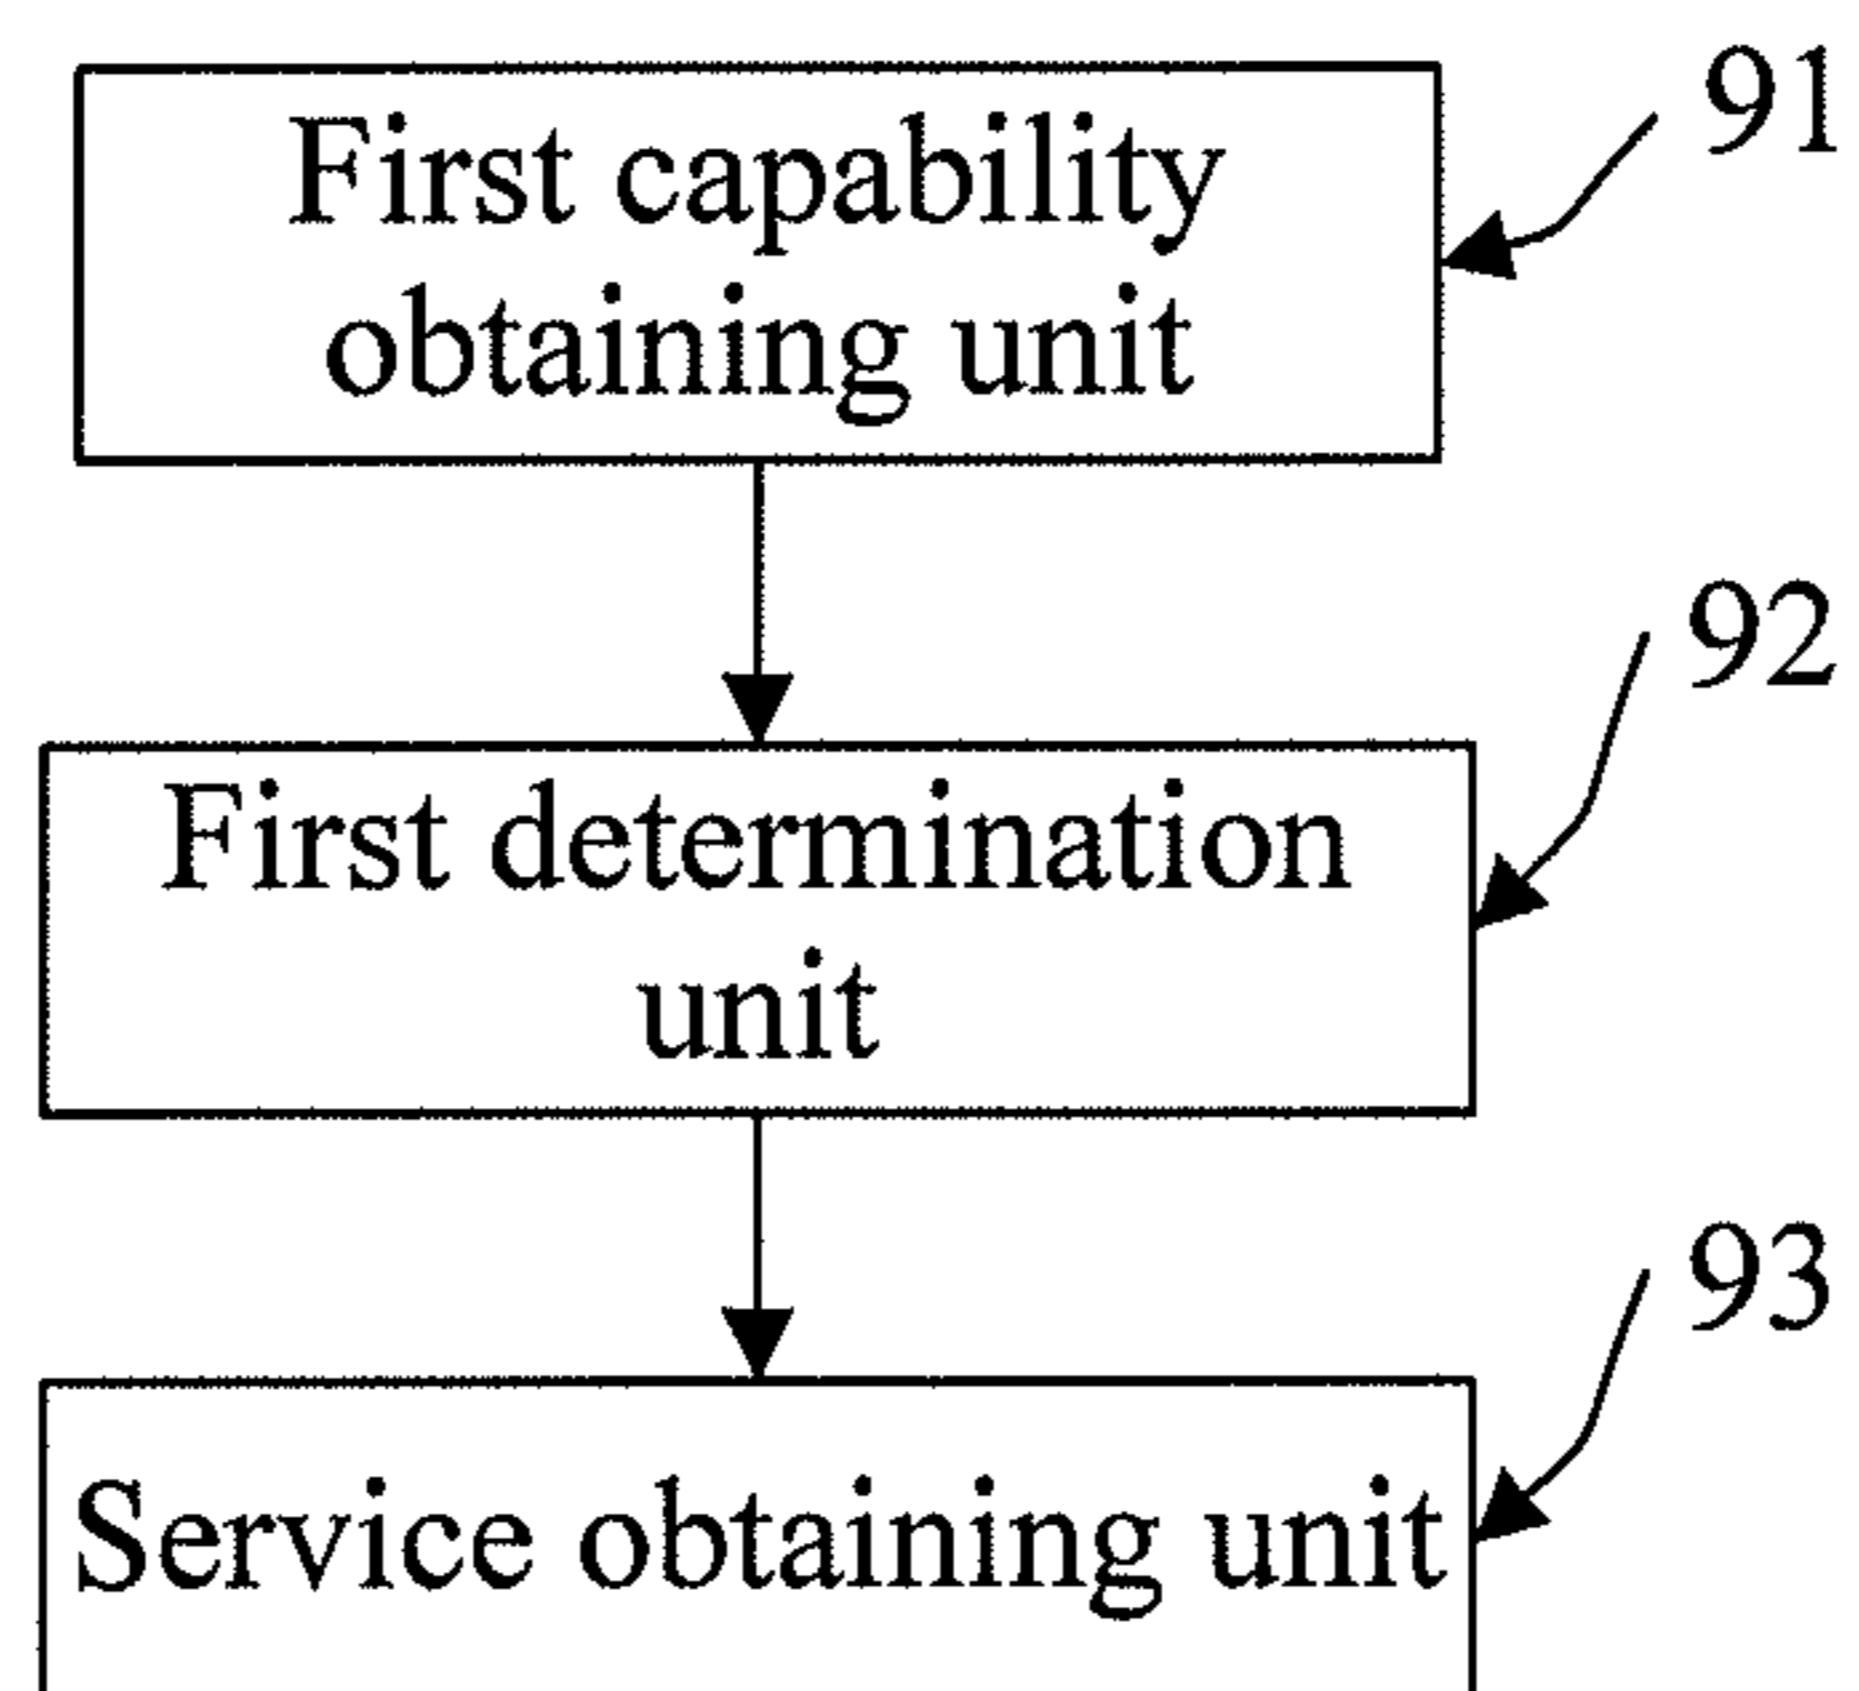 First capability
obtaining unit
91
First determination
unit
92
Service obtaining unit
93